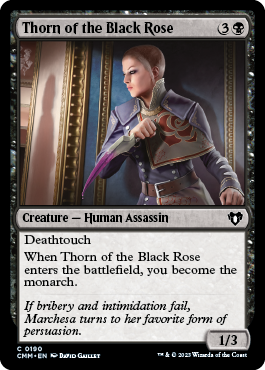 Thorn of the Black Rose 3
Creature — Human Assassin
Deathtouch
When Thorn of the Black Rose
enters the battlefield, you become the
monarch.
If bribery and intimidation fail,
Marchesa turns to her favorite form of
persuasion.
1/3
C 0190
CMM • EN DAVID GAILLET
™ & © 2023 Wizards of the Coast